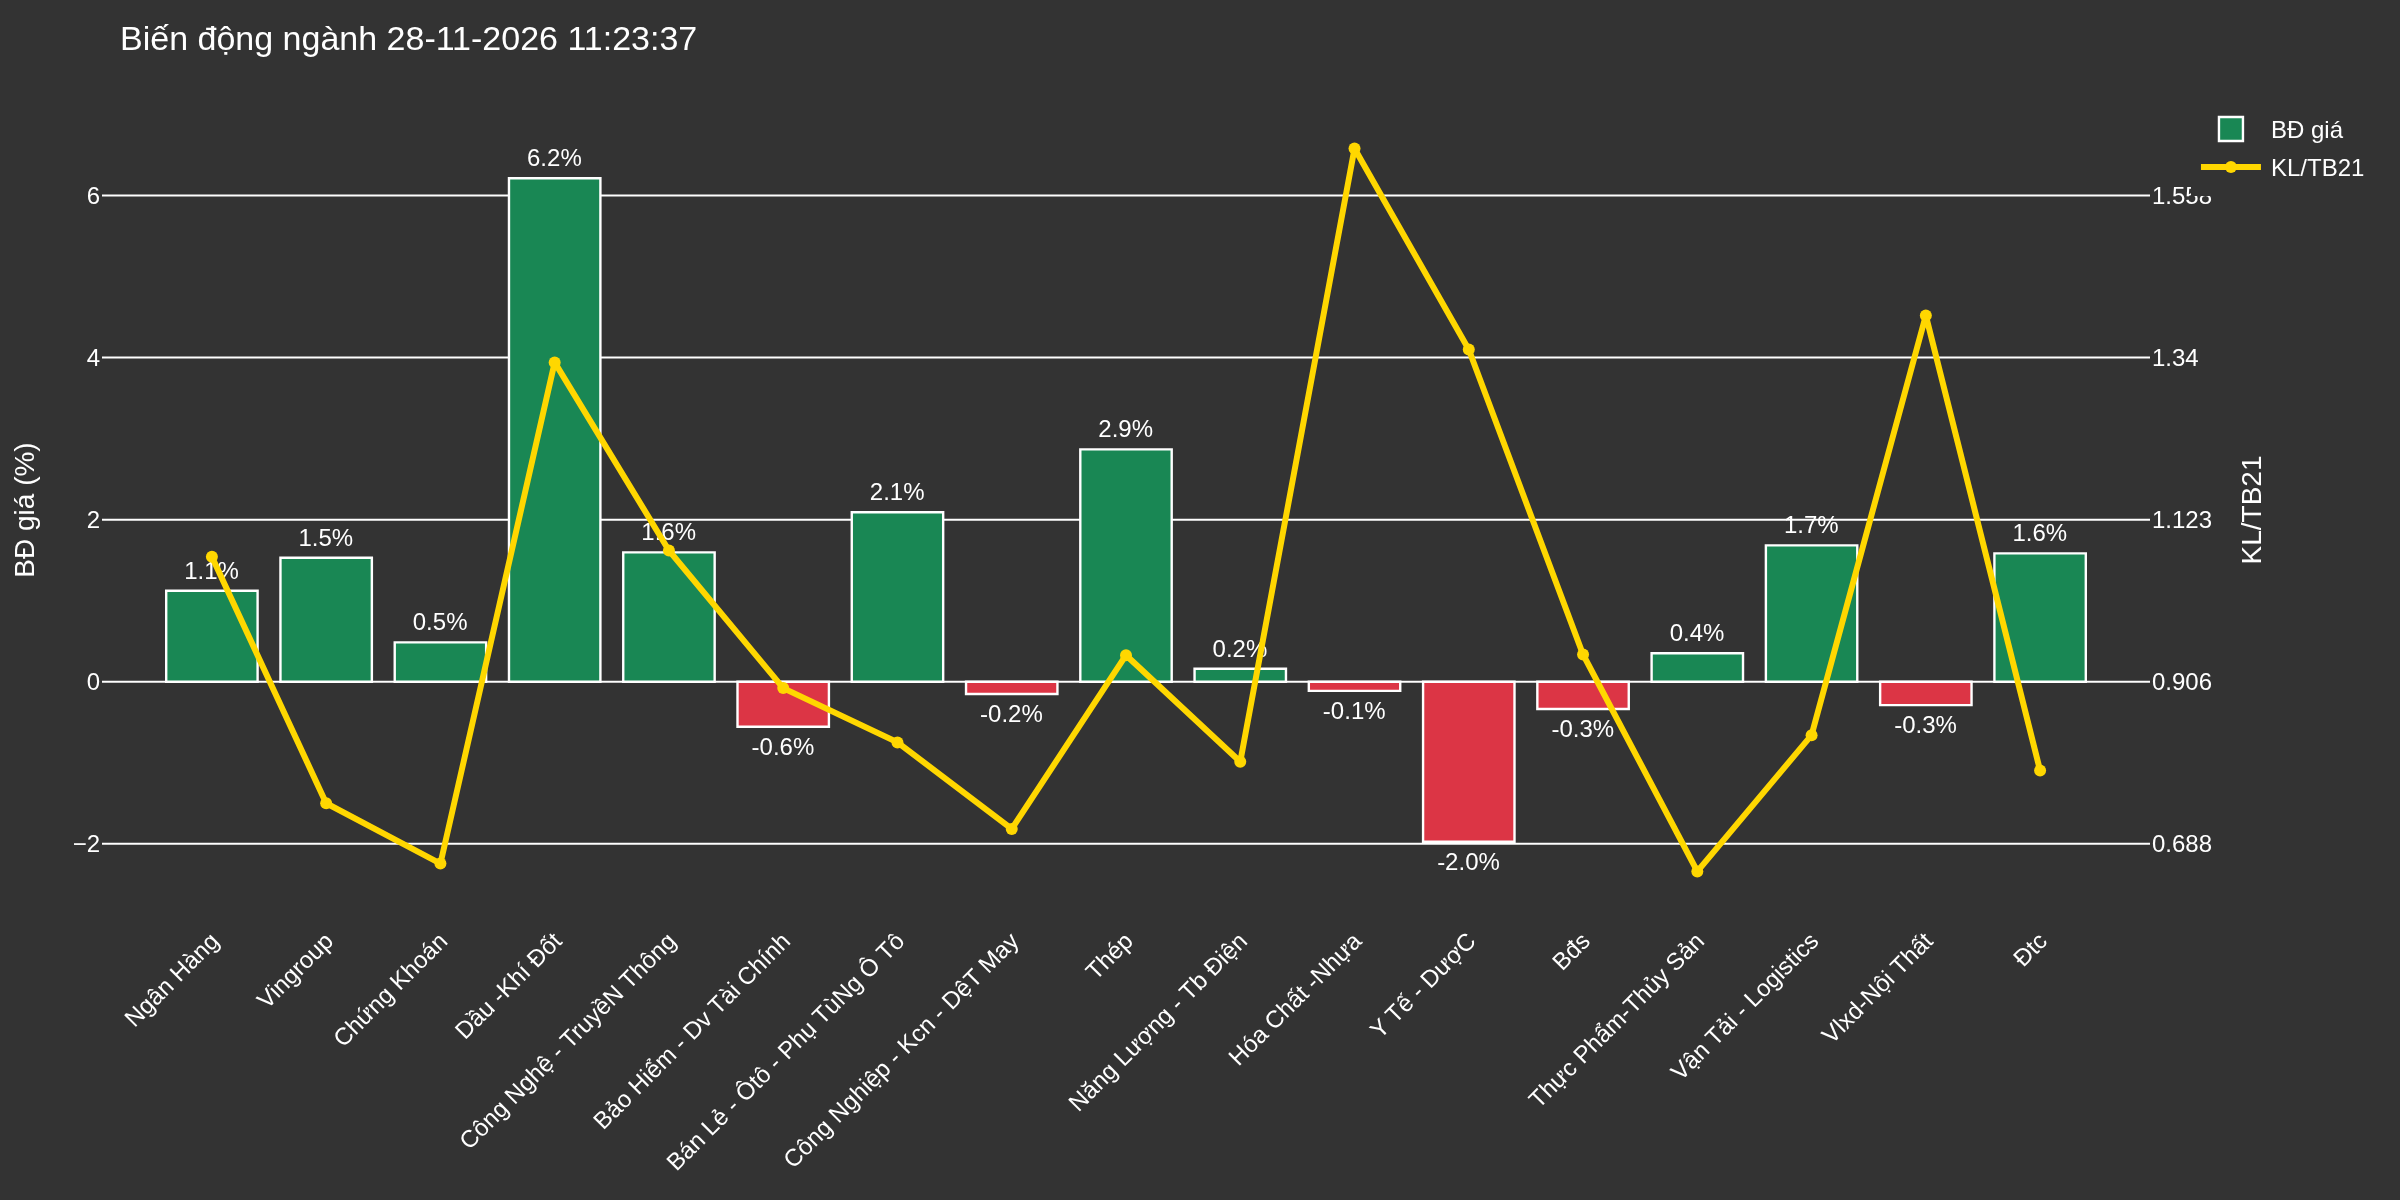 Biến động ngành 28-11-2026 11:23:37
BĐ giá
KL/TB21
6.2%
1.1%
1.5%
0.5%
1.6%
-0.6%
2.1%
-0.2%
2.9%
0.2%
-0.1%
-2.0%
-0.3%
0.4%
1.7%
-0.3%
1.6%
6
4
2
0
−2
BĐ giá (%)
1.558
1.34
1.123
0.906
0.688
KL/TB21
Ngân Hàng
Vingroup
Chứng Khoán
Dầu -Khí Đốt
Công Nghệ - TruyềN Thông
Bảo Hiểm - Dv Tài Chính
Bán Lẻ - Ôtô - Phụ TùNg Ô Tô
Công Nghiệp - Kcn - DệT May
Thép
Năng Lượng - Tb Điện
Hóa Chất -Nhựa
Y Tế - DượC
Bđs
Thực Phẩm-Thủy Sản
Vận Tải - Logistics
Vlxd-Nội Thất
Đtc